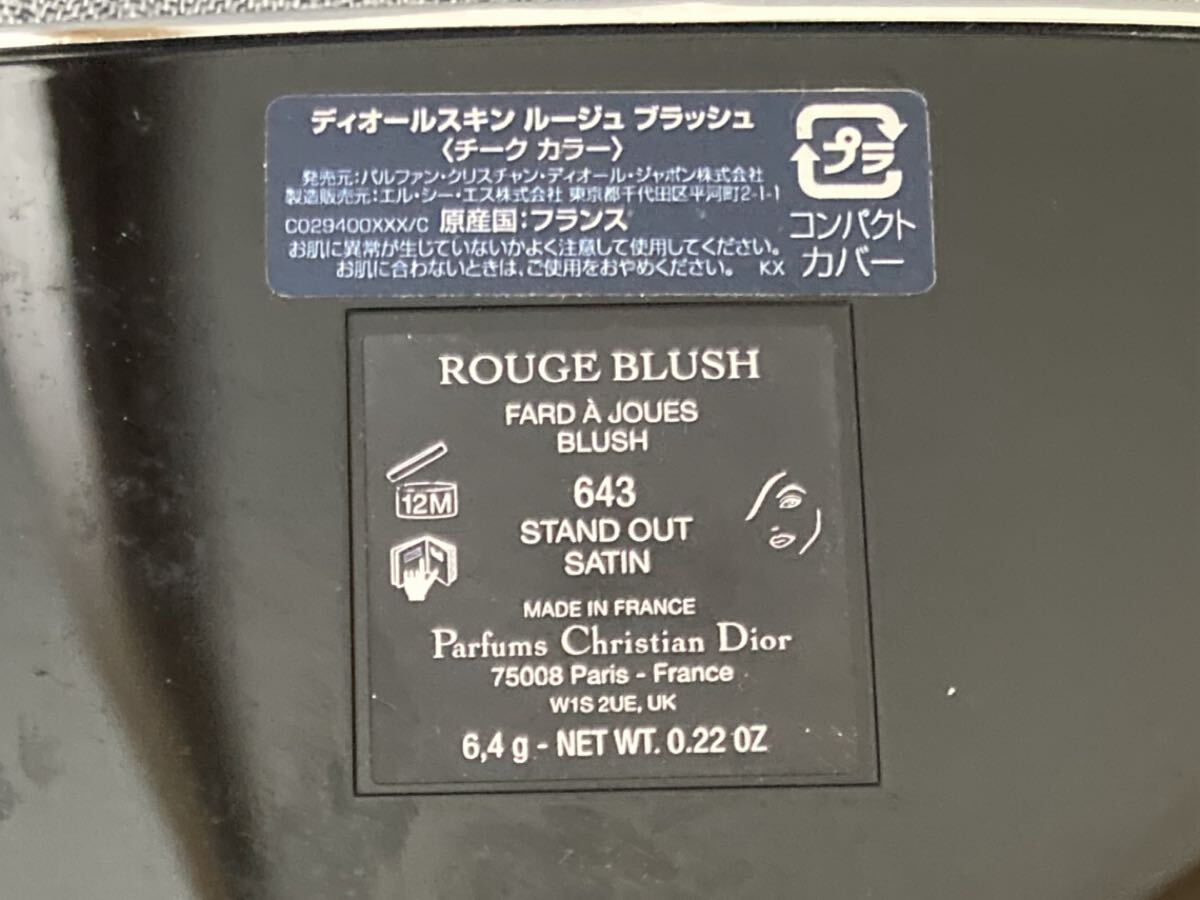 ディオールスキン ルージュ ブラッシュ
〈チーク カラー〉
発売元:パルファン・クリスチャン・ディオール・ジャポン株式会社
製造販売元:エル・シー・エス株式会社 東京都千代田区平河町2-1-1
C029400XXX/C 原産国:フランス
お肌に異常が生じていないかよく注意して使用してください。
お肌に合わないときは、ご使用をおやめください。 KX
プラ
コンパクト
カバー
ROUGE BLUSH
FARD À JOUES
BLUSH
12M
643
STAND OUT
SATIN
MADE IN FRANCE
Parfums Christian Dior
75008 Paris - France
W1S 2UE, UK
6,4 g - NET WT. 0.22 OZ